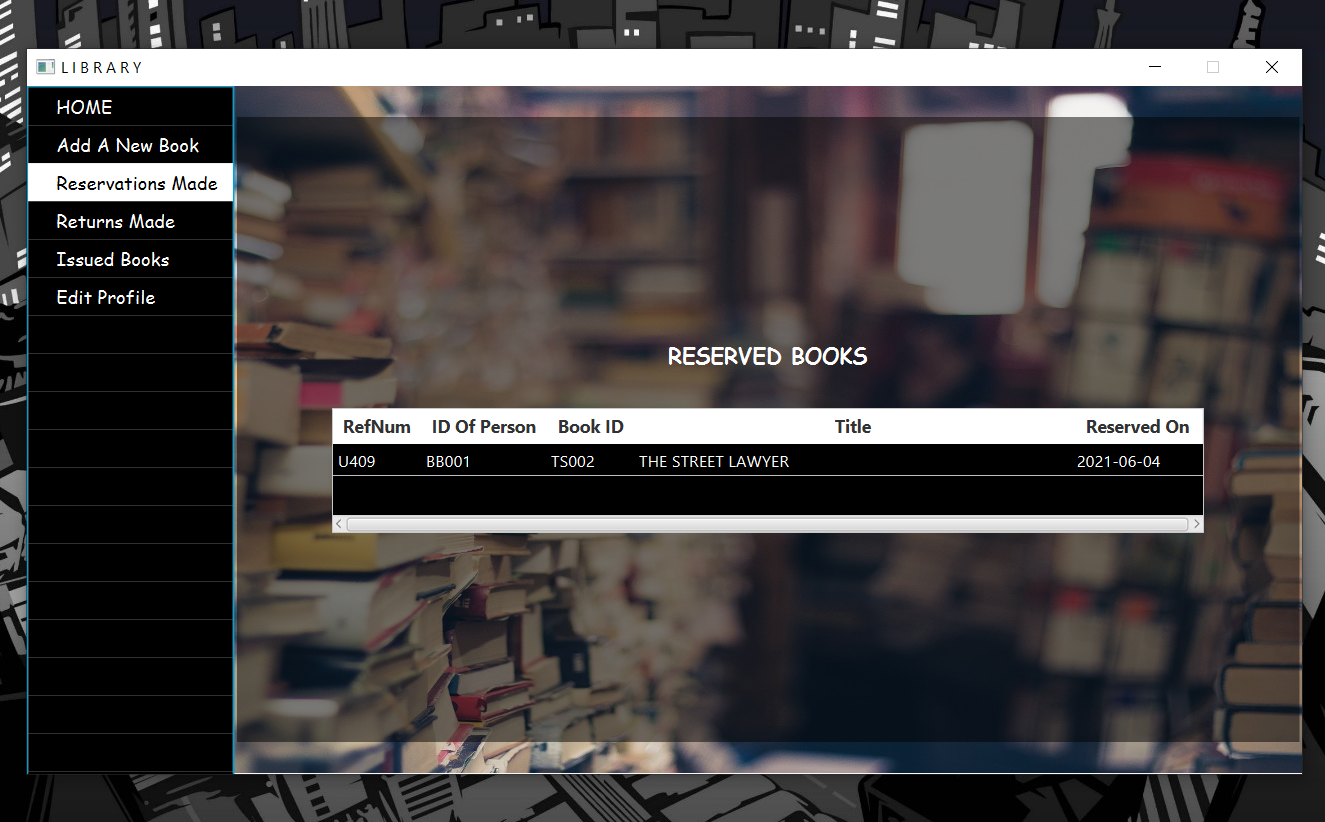 LIBRARY
HOME
Add A New Book
Reservations Made
Returns Made
Issued Books
Edit Profile
RESERVED BOOKS
RefNum ID Of Person Book ID Title Reserved On
U409 BB001 TS002 THE STREET LAWYER 2021-06-04